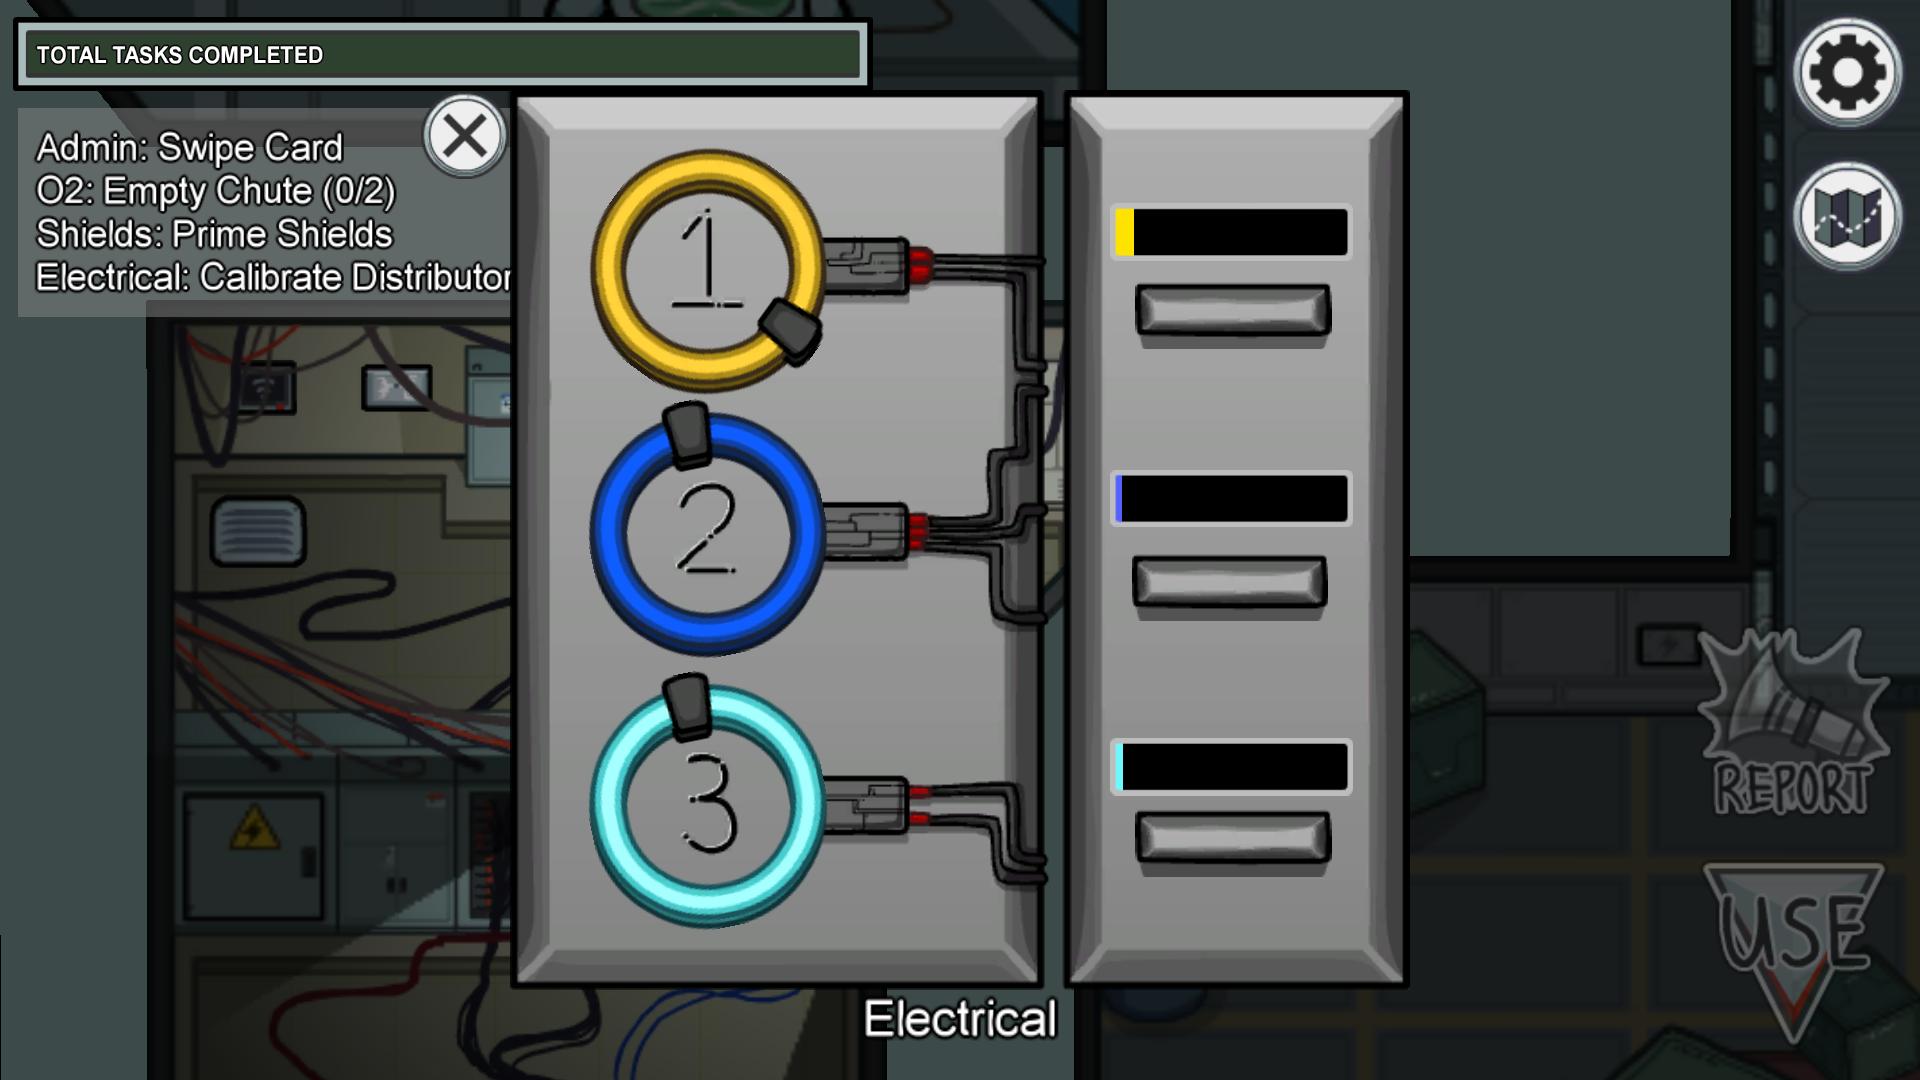 TOTAL TASKS COMPLETED
Admin: Swipe Card
O2: Empty Chute (0/2)
Shields: Prime Shields
Electrical: Calibrate Distributor
1
2
3
REPORT
USE
Electrical